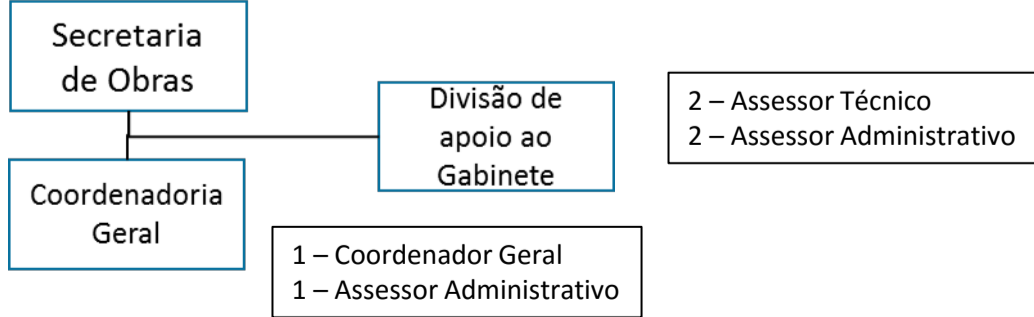 Secretaria
de Obras
Divisão de
apoio ao
Gabinete
2 – Assessor Técnico
2 – Assessor Administrativo
Coordenadoria
Geral
1 – Coordenador Geral
1 – Assessor Administrativo